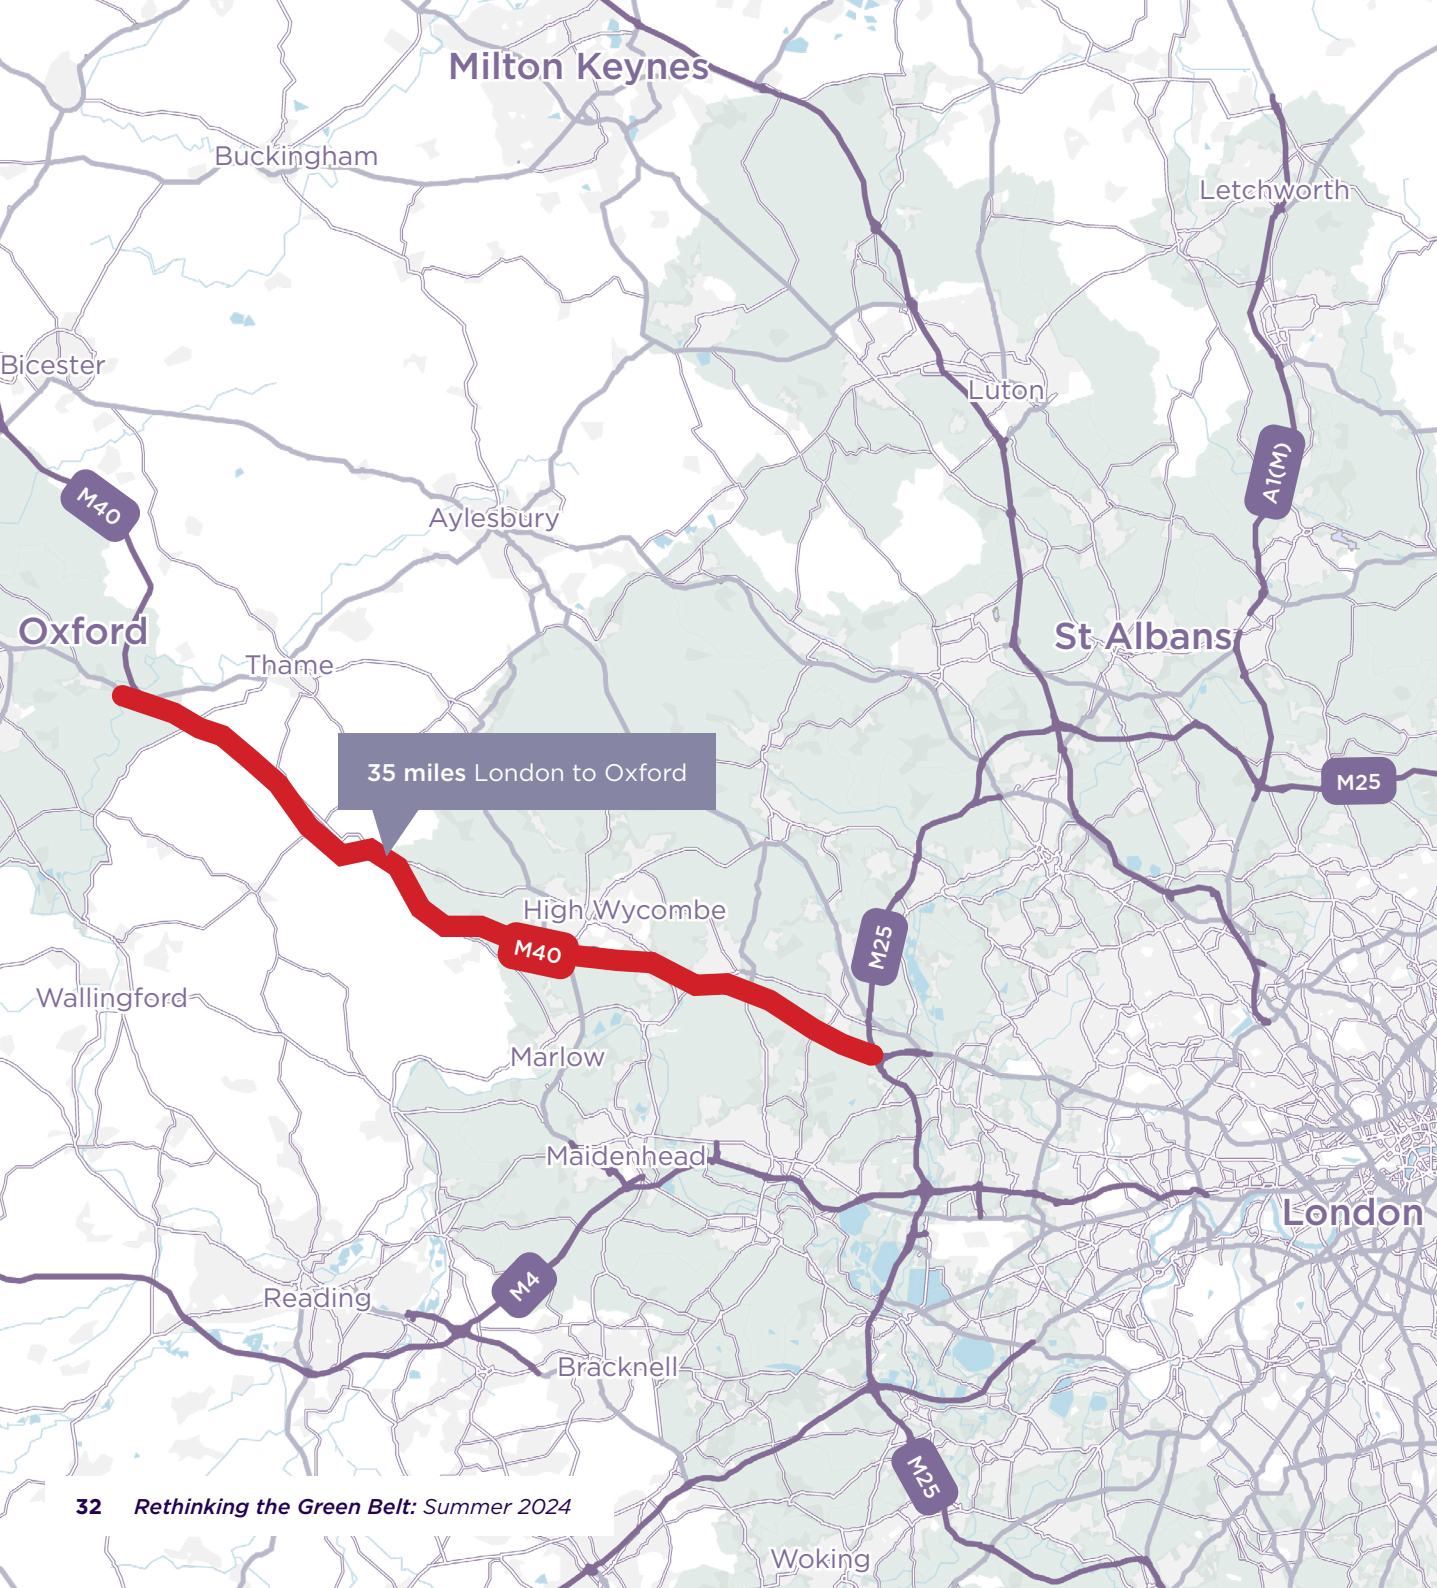 Milton Keynes
Buckingham
Letchworth
Bicester
Luton
A1(M)
M40
Aylesbury
Oxford
St Albans
Thame
35 miles London to Oxford
M25
High Wycombe
M40
M25
Wallingford
Marlow
Maidenhead
London
M4
Reading
Bracknell
M25
32 Rethinking the Green Belt: Summer 2024
Woking